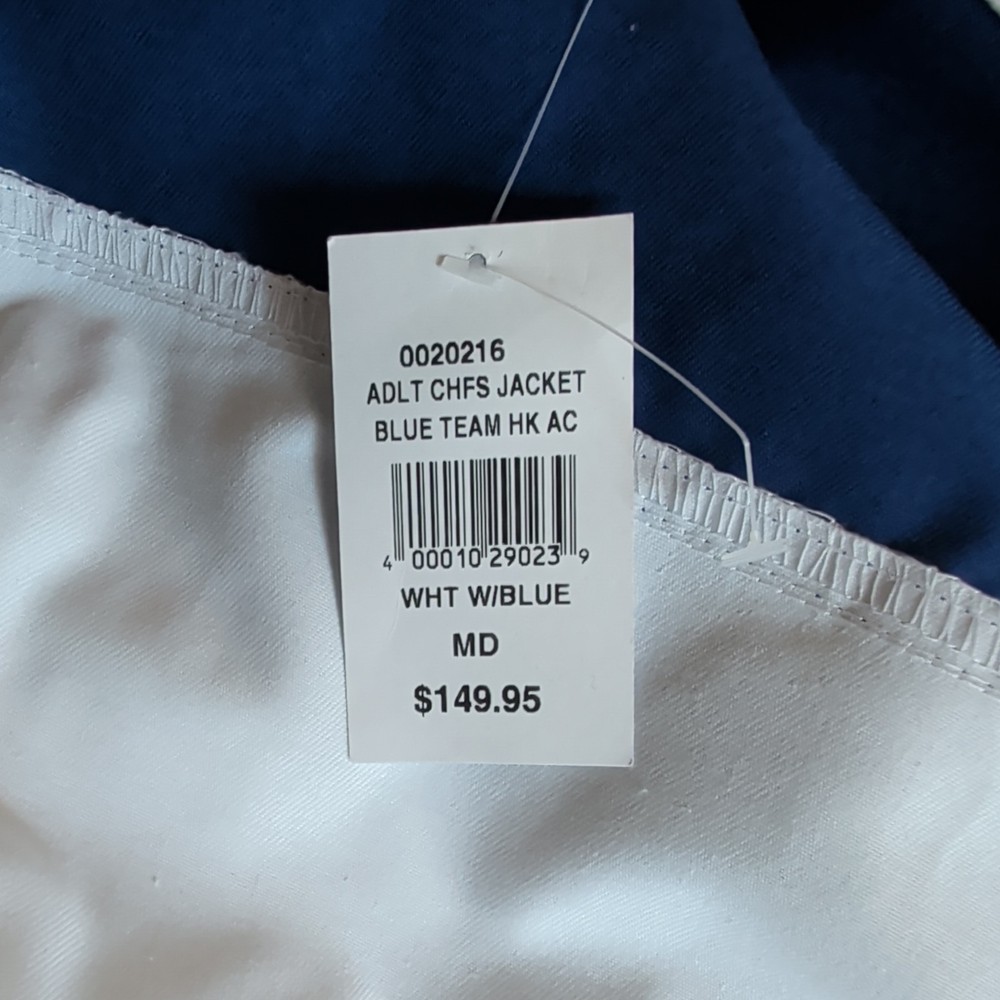 0020216
ADLT CHFS JACKET
BLUE TEAM HK AC
4 00010 29023 9
WHT W/BLUE
MD
$149.95